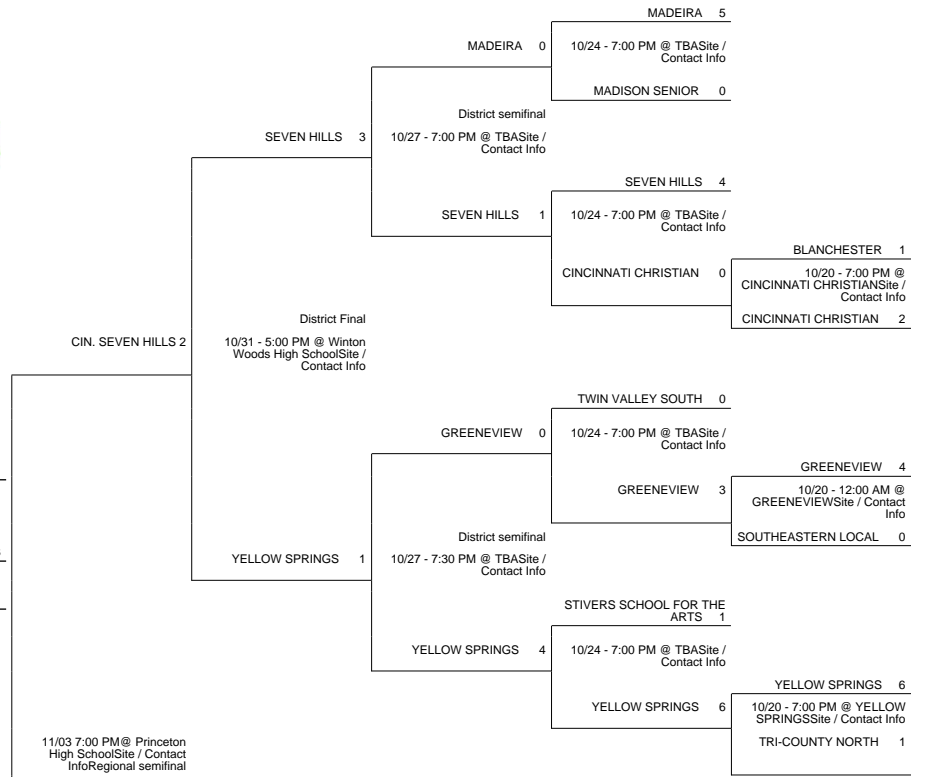 MADEIRA 5
MADEIRA 0
10/24 - 7:00 PM @ TBASite /
Contact Info
MADISON SENIOR 0
District semifinal
SEVEN HILLS 3
10/27 - 7:00 PM @ TBASite /
Contact Info
SEVEN HILLS 4
SEVEN HILLS 1
10/24 - 7:00 PM @ TBASite /
Contact Info
BLANCHESTER 1
CINCINNATI CHRISTIAN 0
10/20 - 7:00 PM @
CINCINNATI CHRISTIANSite /
Contact Info
CINCINNATI CHRISTIAN 2
District Final
CIN. SEVEN HILLS 2
10/31 - 5:00 PM @ Winton
Woods High SchoolSite /
Contact Info
TWIN VALLEY SOUTH 0
GREENEVIEW 0
10/24 - 7:00 PM @ TBASite /
Contact Info
GREENEVIEW 4
GREENEVIEW 3
10/20 - 12:00 AM @
GREENEVIEWSite / Contact
Info
SOUTHEASTERN LOCAL 0
District semifinal
YELLOW SPRINGS 1
10/27 - 7:30 PM @ TBASite /
Contact Info
STIVERS SCHOOL FOR THE
ARTS 1
YELLOW SPRINGS 4
10/24 - 7:00 PM @ TBASite /
Contact Info
YELLOW SPRINGS 6
YELLOW SPRINGS 6
10/20 - 7:00 PM @ YELLOW
SPRINGSSite / Contact Info
TRI-COUNTY NORTH 1
11/03 7:00 PM@ Princeton
High SchoolSite / Contact
InfoRegional semifinal